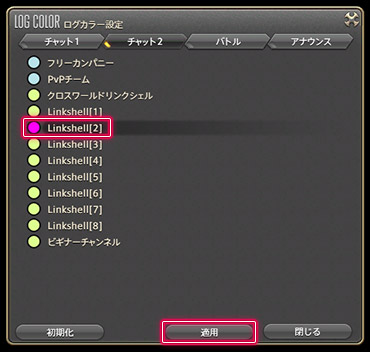 LOG COLOR ログカラー設定
チャット1 チャット2 バトル アナウンス
フリーカンパニー
PvPチーム
クロスワールドリンクシェル
Linkshell[1]
Linkshell[2]
Linkshell[3]
Linkshell[4]
Linkshell[5]
Linkshell[6]
Linkshell[7]
Linkshell[8]
ビギナーチャンネル
初期化 適用 閉じる